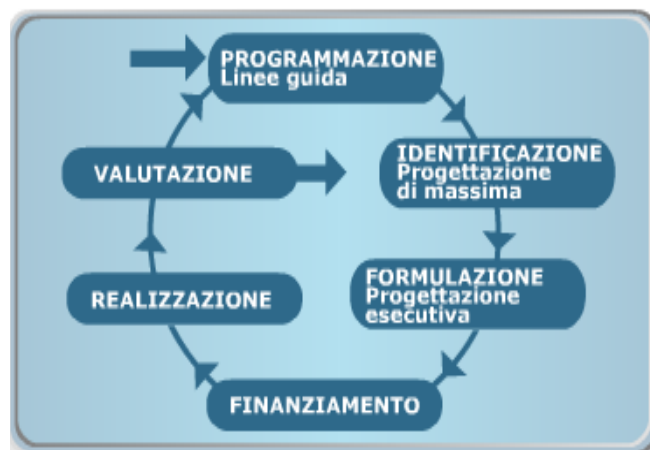 PROGRAMMAZIONE
Linee guida
IDENTIFICAZIONE
Progettazione
di massima
FORMULAZIONE
Progettazione
esecutiva
FINANZIAMENTO
REALIZZAZIONE
VALUTAZIONE